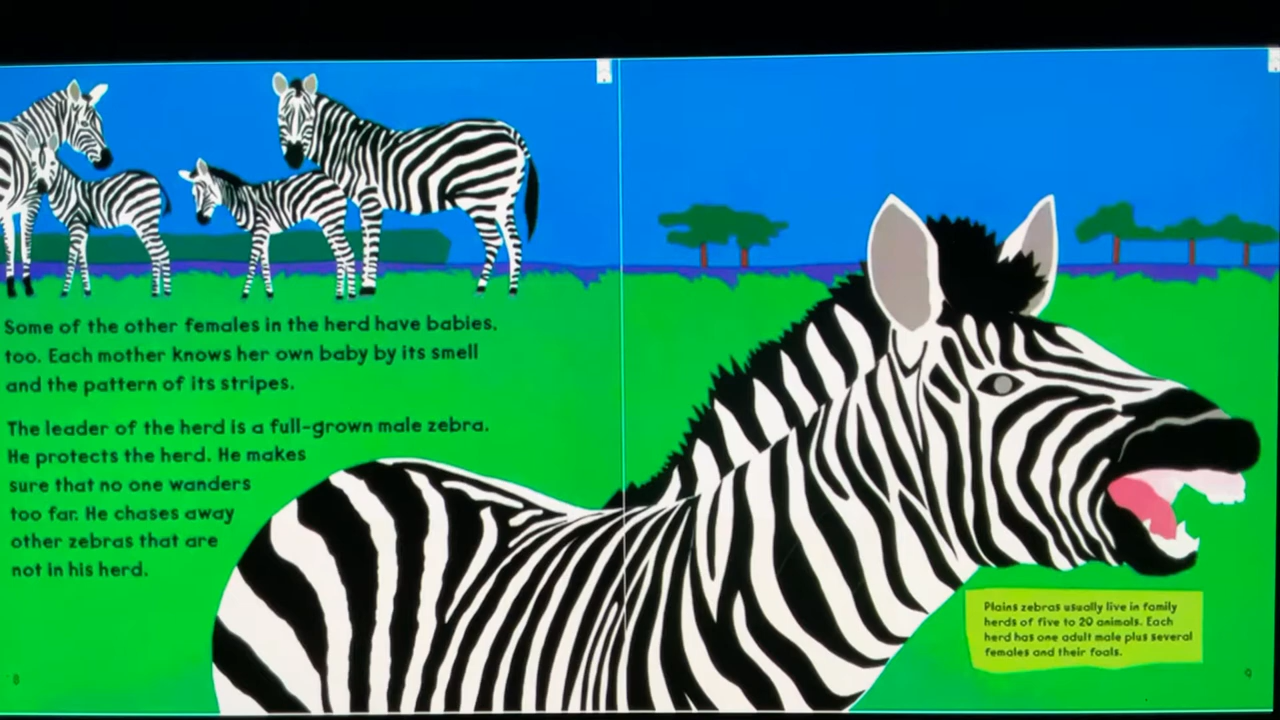 Some of the other females in the herd have babies,
too. Each mother knows her own baby by its smell
and the pattern of its stripes.
The leader of the herd is a full-grown male zebra.
He protects the herd. He makes
sure that no one wanders
too far. He chases away
other zebras that are
not in his herd.
8
Plains zebras usually live in family
herds of five to 20 animals. Each
herd has one adult male plus several
females and their foals.
9